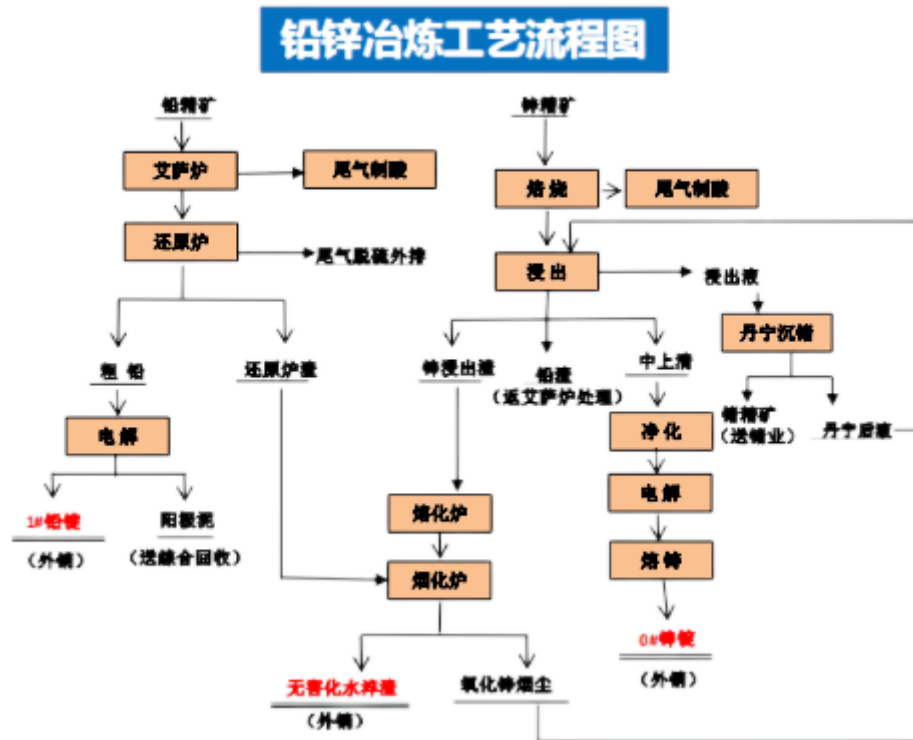 铅锌冶炼工艺流程图
铅精矿
锌精矿
艾萨炉
尾气制酸
焙烧
尾气制酸
还原炉
尾气脱硫外排
浸出
浸出液
丹宁沉锗
粗铅
还原炉渣
锌浸出渣
铅渣
(返艾萨炉处理)
中上清
锗精矿
(送锗业)
丹宁后液
电解
净化
电解
1#铅锭
(外销)
阳极泥
(送综合回收)
熔化炉
熔铸
烟化炉
0#锌锭
(外销)
无害化水淬渣
(外销)
氧化锌烟尘